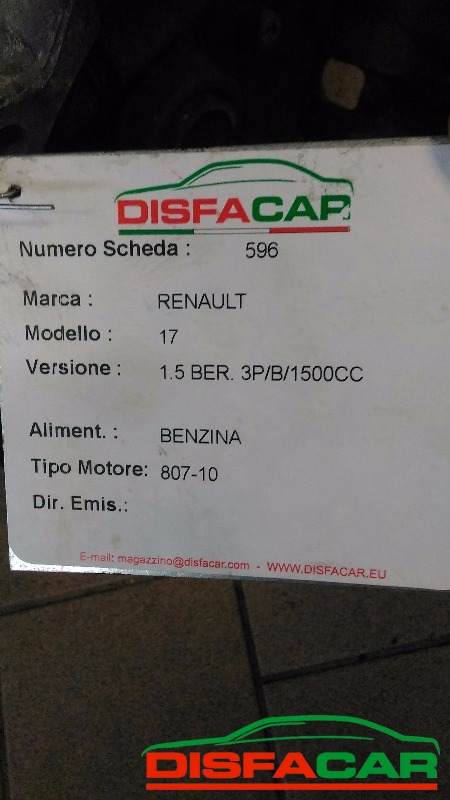 DISFACAR
Numero Scheda : 596
Marca : RENAULT
Modello : 17
Versione : 1.5 BER. 3P/B/1500CC
Aliment. : BENZINA
Tipo Motore: 807-10
Dir. Emis.:
E-mail: magazzino@disfacar.com - WWW.DISFACAR.EU
DISFACAR